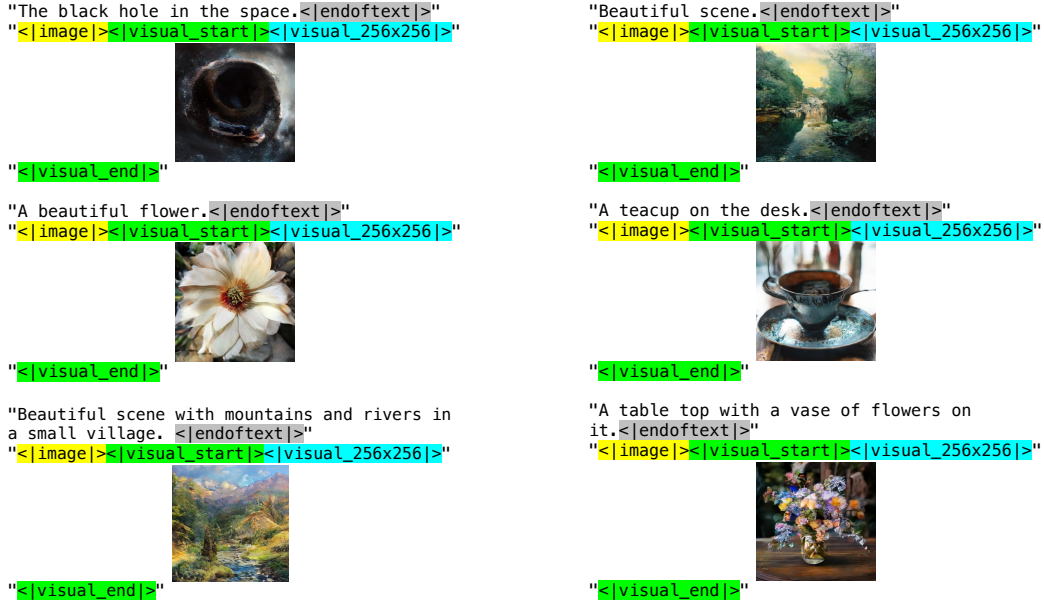 "The black hole in the space.<|endoftext|>"
"<|image|><|visual_start|><|visual_256x256|>"
"<|visual_end|>"
"A beautiful flower.<|endoftext|>"
"<|image|><|visual_start|><|visual_256x256|>"
"<|visual_end|>"
"Beautiful scene with mountains and rivers in
a small village. <|endoftext|>"
"<|image|><|visual_start|><|visual_256x256|>"
"<|visual_end|>"
"Beautiful scene.<|endoftext|>"
"<|image|><|visual_start|><|visual_256x256|>"
"<|visual_end|>"
"A teacup on the desk.<|endoftext|>"
"<|image|><|visual_start|><|visual_256x256|>"
"<|visual_end|>"
"A table top with a vase of flowers on
it.<|endoftext|>"
"<|image|><|visual_start|><|visual_256x256|>"
"<|visual_end|>"